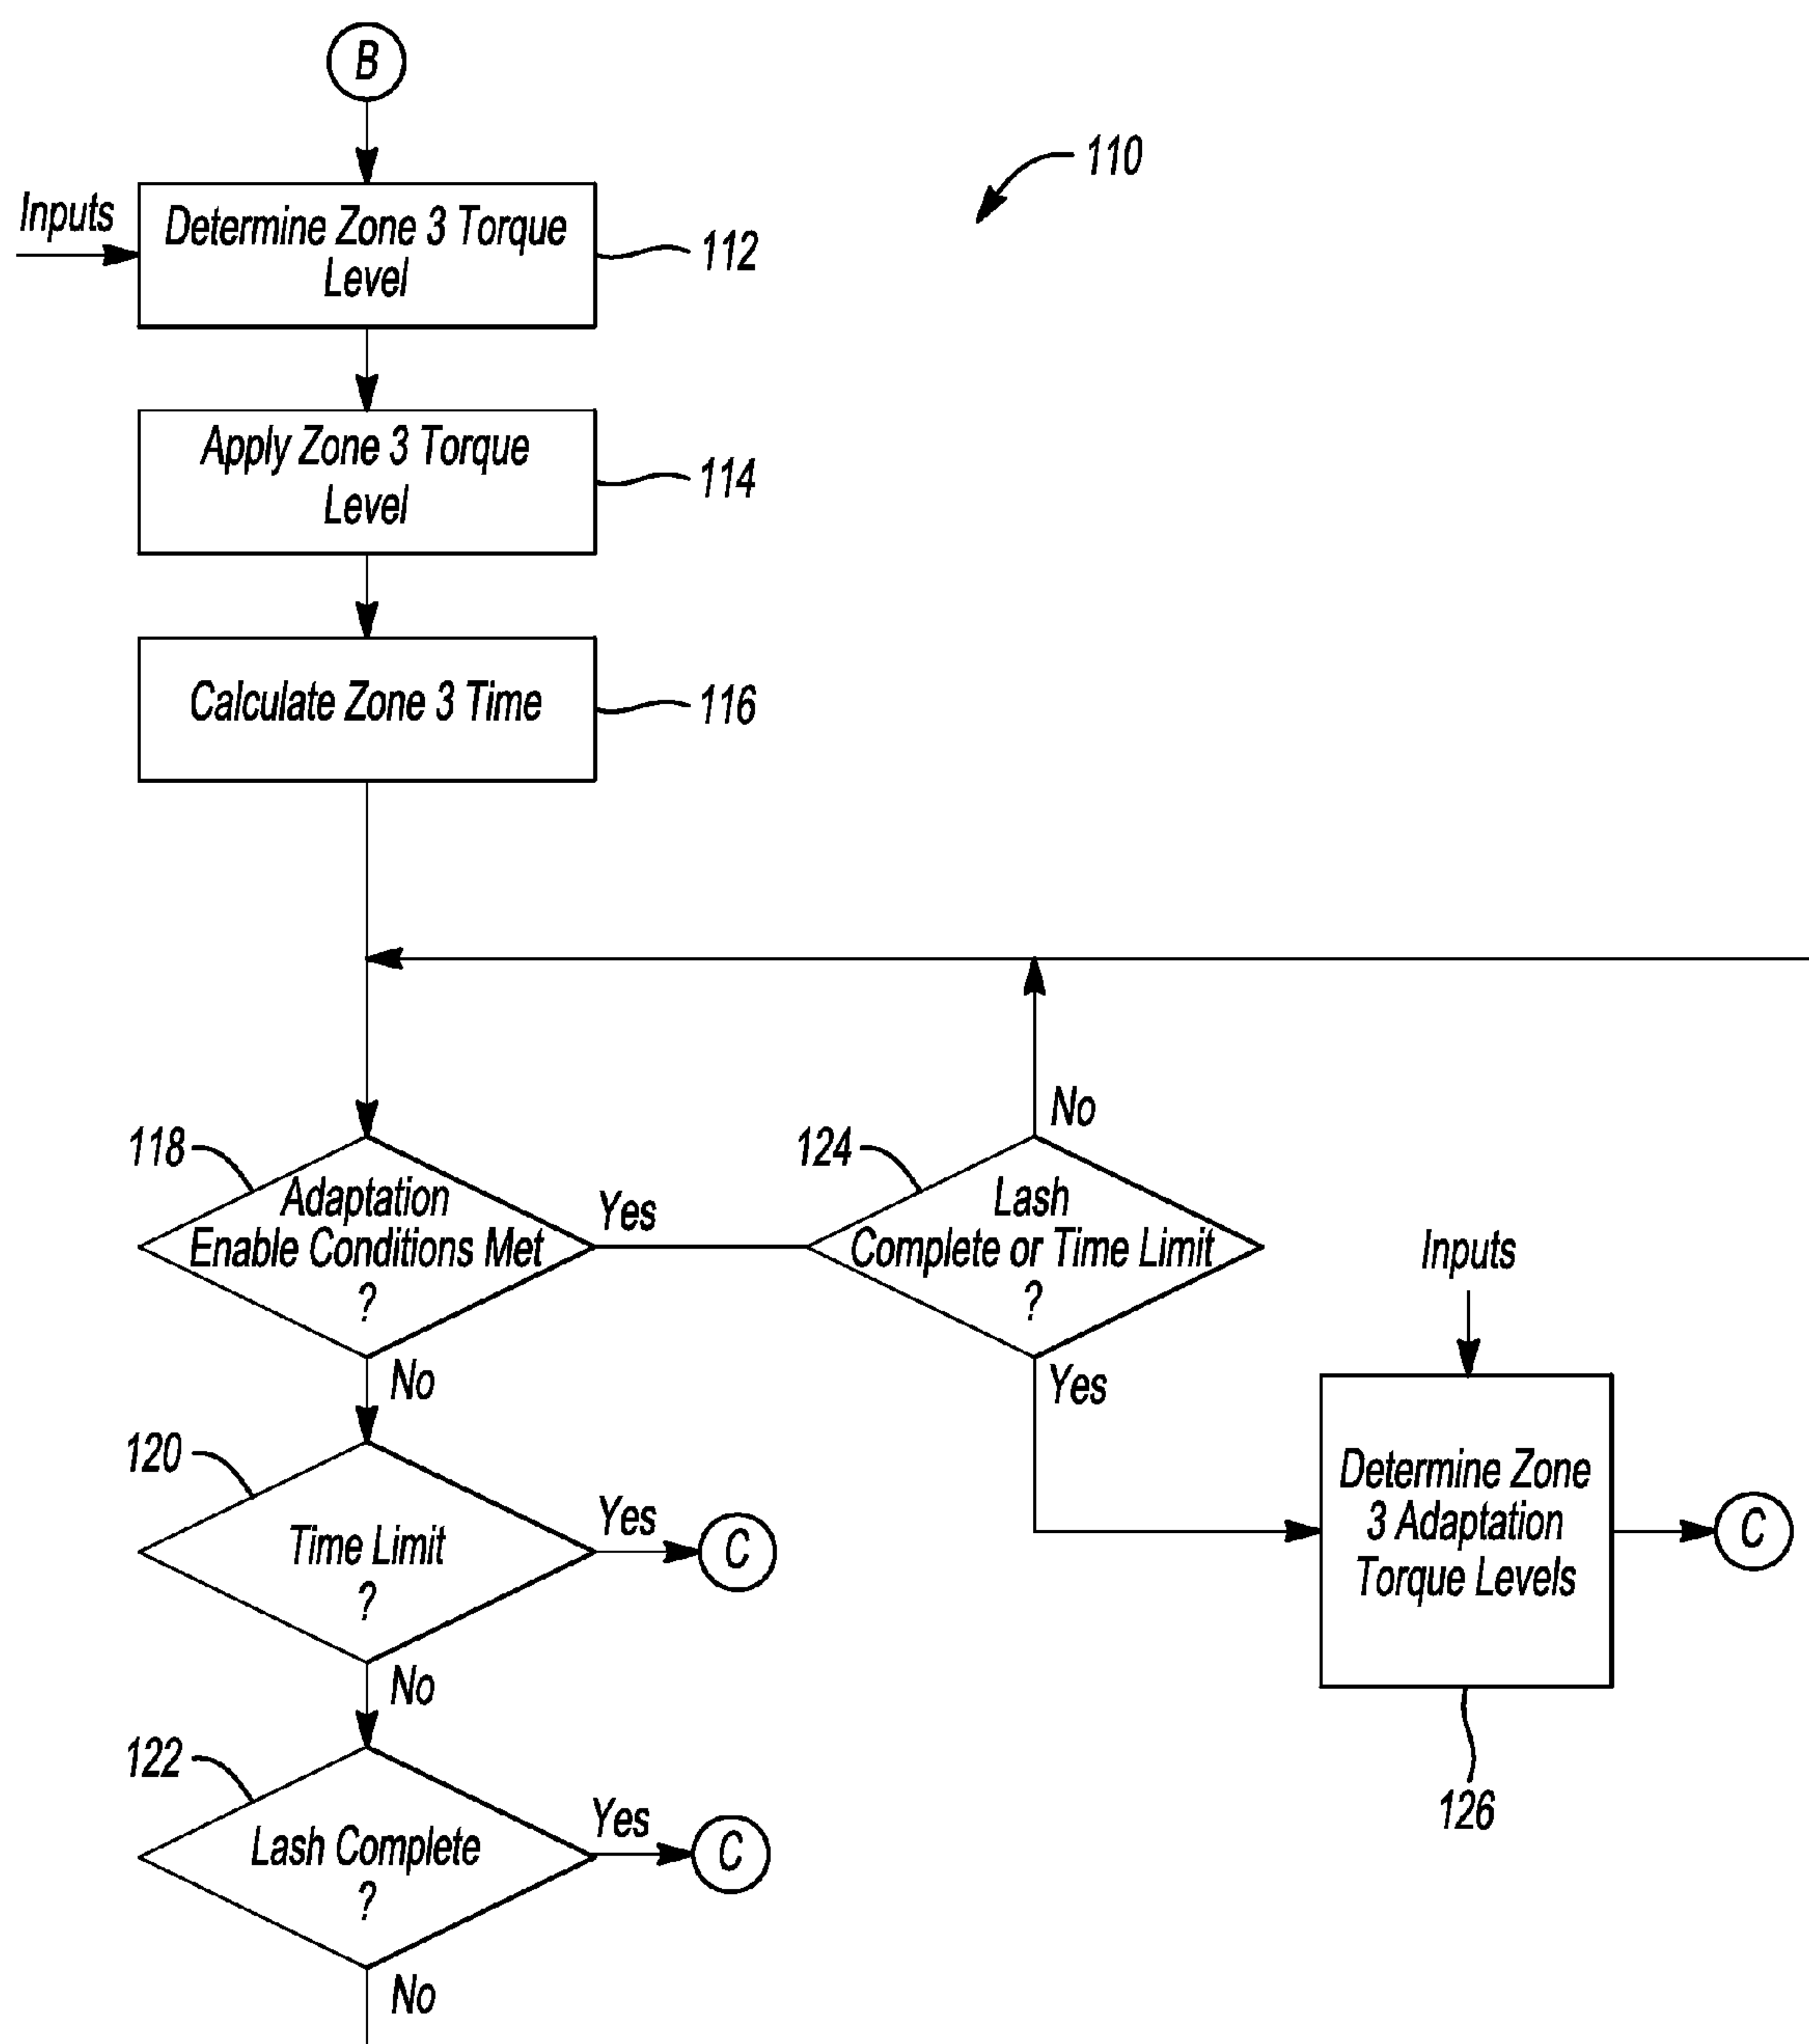 B
110
Inputs
Determine Zone 3 Torque
Level
112
Apply Zone 3 Torque
Level
114
Calculate Zone 3 Time
116
118
Adaptation
Enable Conditions Met
?
Yes
No
124
Lash
Complete or Time Limit
?
No
Yes
Inputs
Determine Zone
3 Adaptation
Torque Levels
C
126
120
Time Limit
?
Yes
C
No
122
Lash Complete
?
Yes
C
No